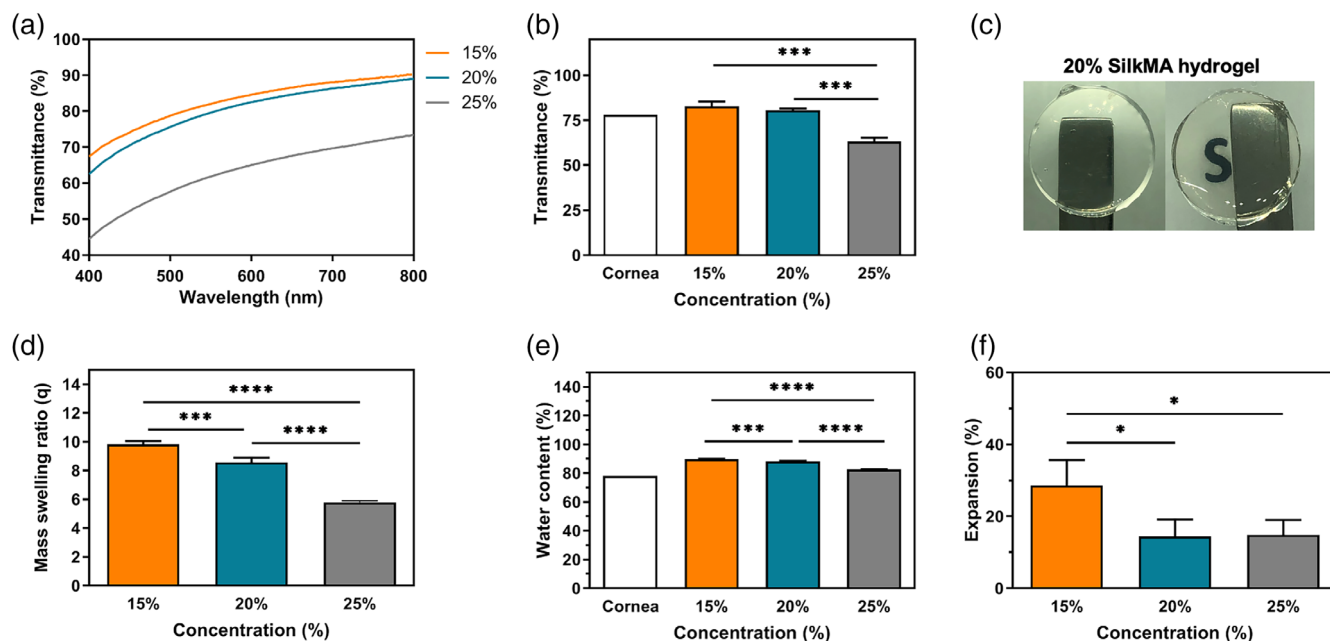 (a)
100
90
80
70
60
50
40
Transmittance (%)
400 500 600 700 800
Wavelength (nm)
15%
20%
25%
(b)
100
75
50
25
0
Transmittance (%)
***
***
Cornea 15% 20% 25%
Concentration (%)
(c)
20% SilkMA hydrogel
S
(d)
14
12
10
8
6
4
2
0
Mass swelling ratio (q)
****
***
****
15% 20% 25%
Concentration (%)
(e)
140
120
100
80
60
40
20
0
Water content (%)
****
***
****
Cornea 15% 20% 25%
Concentration (%)
(f)
60
40
20
0
Expansion (%)
*
*
15% 20% 25%
Concentration (%)